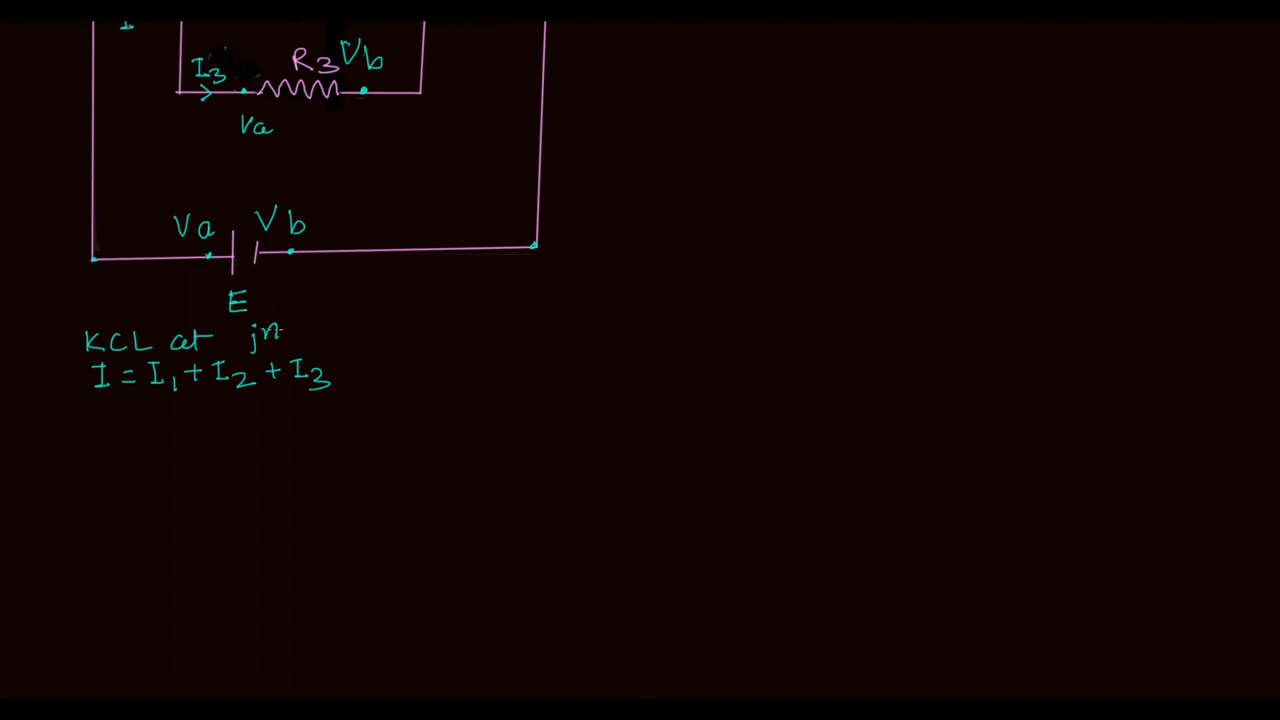 I
I3 R3 Vb
Va
Va Vb
E
KCL at jn
I = I1 + I2 + I3